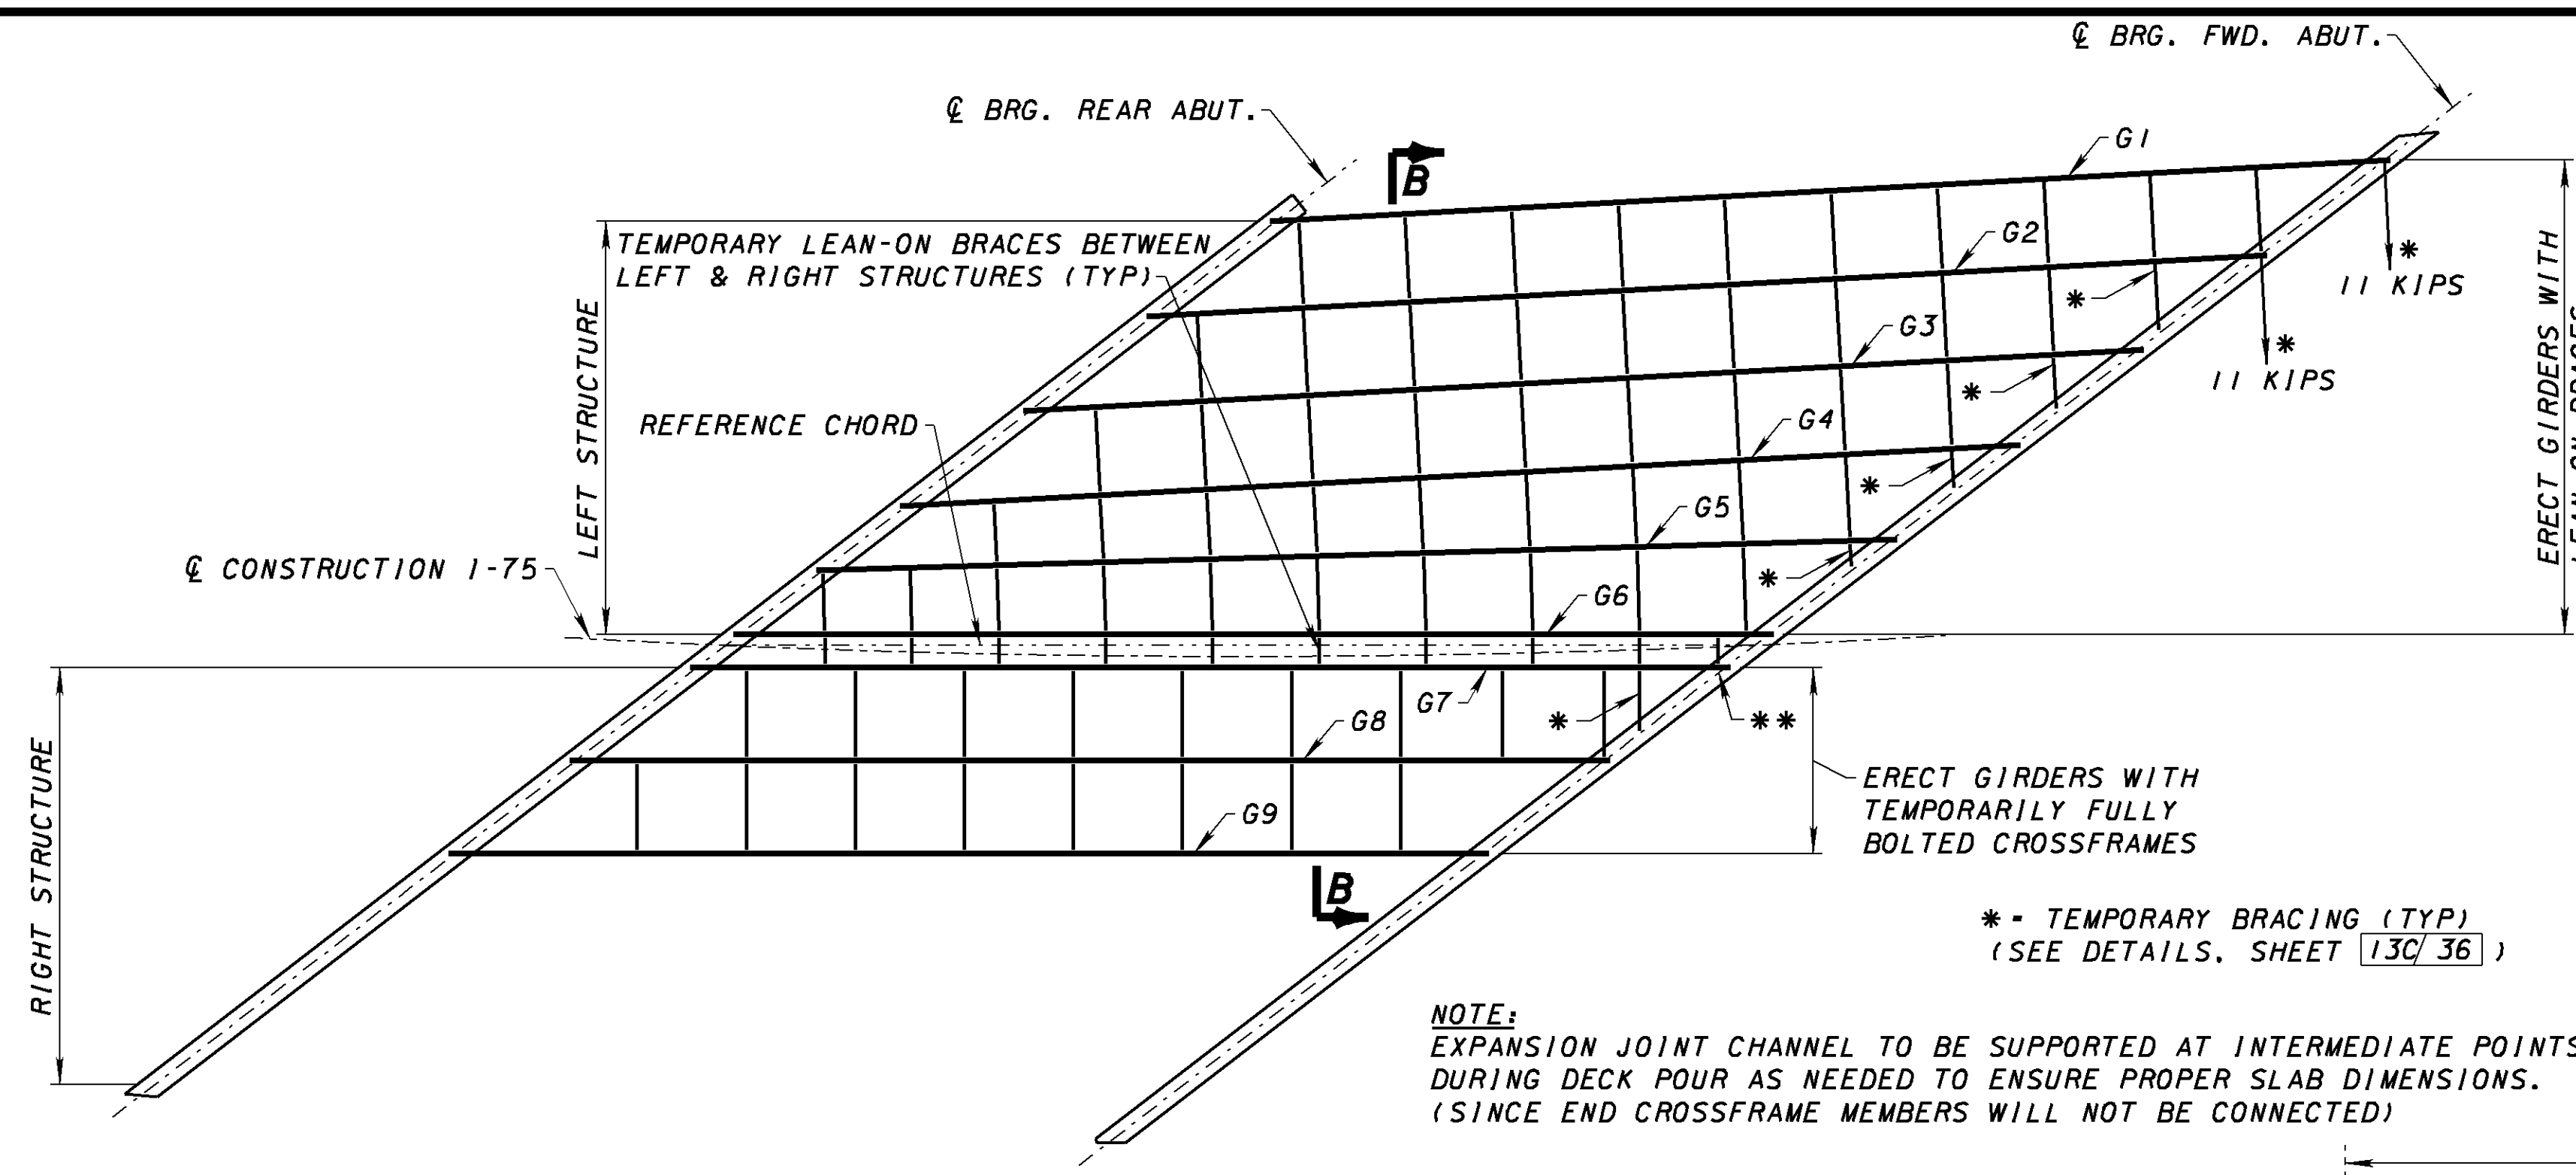 ℄ BRG. FWD. ABUT.
℄ BRG. REAR ABUT.
G1
B
TEMPORARY LEAN-ON BRACES BETWEEN
LEFT & RIGHT STRUCTURES (TYP)
G2
*
11 KIPS
*
G3
*
11 KIPS
ERECT GIRDERS WITH
LEFT STRUCTURE
REFERENCE CHORD
*
G4
*
G5
℄ CONSTRUCTION I-75
*
G6
G7
*
**
G8
RIGHT STRUCTURE
ERECT GIRDERS WITH
TEMPORARILY FULLY
BOLTED CROSSFRAMES
G9
B
* - TEMPORARY BRACING (TYP)
(SEE DETAILS, SHEET 13C/36 )
NOTE:
EXPANSION JOINT CHANNEL TO BE SUPPORTED AT INTERMEDIATE POINTS
DURING DECK POUR AS NEEDED TO ENSURE PROPER SLAB DIMENSIONS.
(SINCE END CROSSFRAME MEMBERS WILL NOT BE CONNECTED)